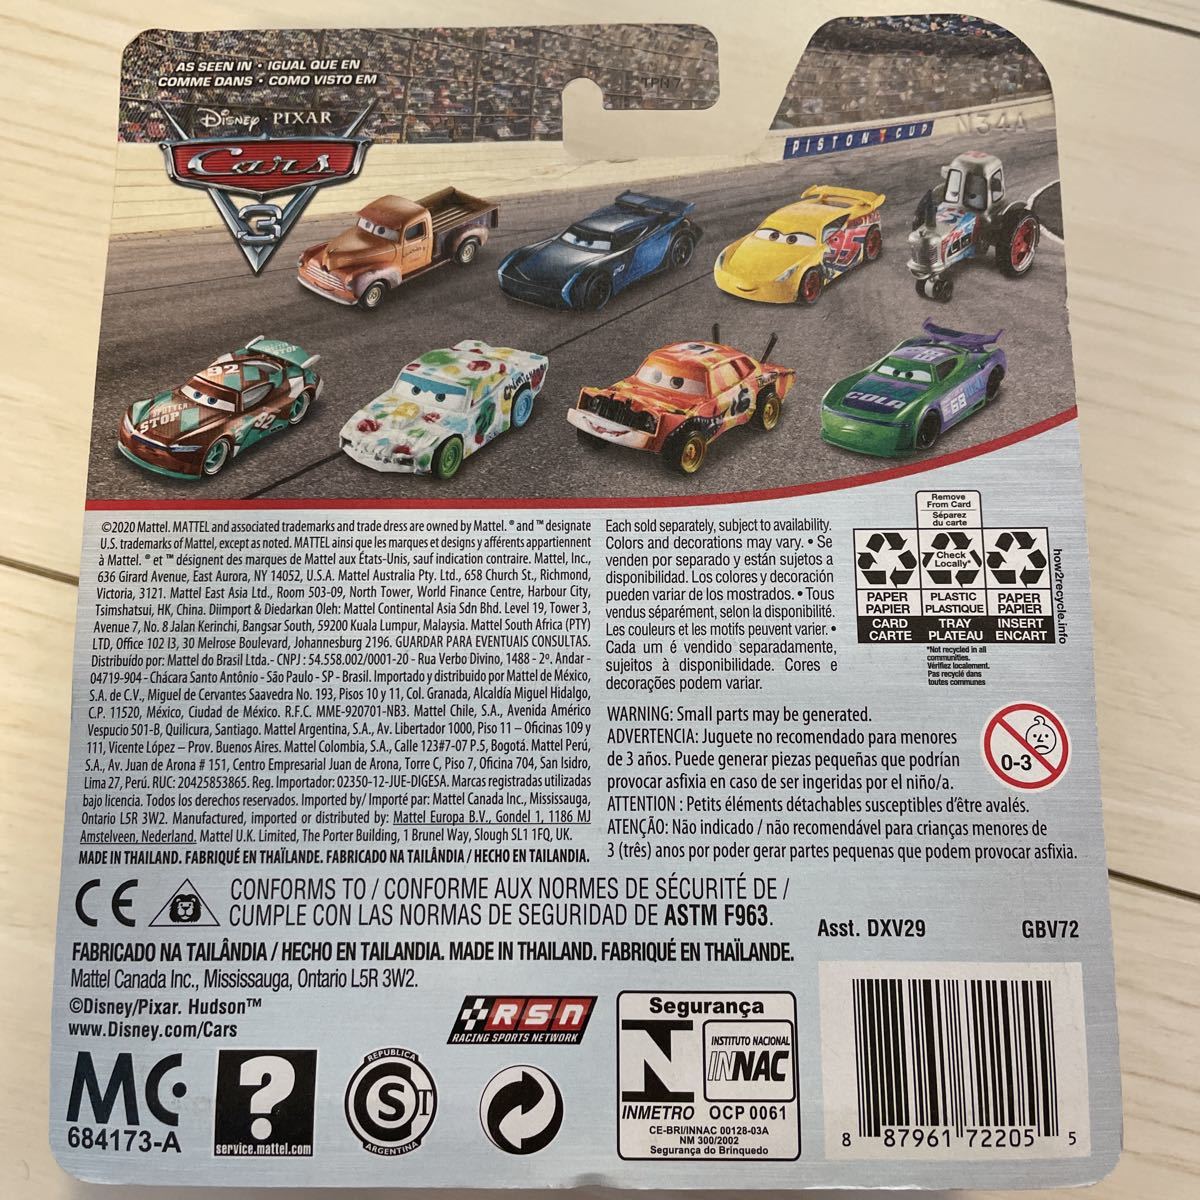 AS SEEN IN • IGUAL QUE EN
COMME DANS • COMO VISTO EM
Disney • PIXAR
Cars
3
TPH 7
PISTON CUP
N34A
95
92
SPUTTER
STOP
92
COLA
68
©2020 Mattel. MATTEL and associated trademarks and trade dress are owned by Mattel. ® and ™ designate
U.S. trademarks of Mattel, except as noted. MATTEL ainsi que les marques et designs y afférents appartiennent
à Mattel. ® et ™ désignent des marques de Mattel aux États-Unis, sauf indication contraire. Mattel, Inc.,
636 Girard Avenue, East Aurora, NY 14052, U.S.A. Mattel Australia Pty. Ltd., 658 Church St., Richmond,
Victoria, 3121. Mattel East Asia Ltd., Room 503-09, North Tower, World Finance Centre, Harbour City,
Tsimshatsui, HK, China. Diimport & Diedarkan Oleh: Mattel Continental Asia Sdn Bhd. Level 19, Tower 3,
Avenue 7, No. 8 Jalan Kerinchi, Bangsar South, 59200 Kuala Lumpur, Malaysia. Mattel South Africa (PTY)
LTD, Office 102 I3, 30 Melrose Boulevard, Johannesburg 2196. GUARDAR PARA EVENTUAIS CONSULTAS.
Distribuído por: Mattel do Brasil Ltda.- CNPJ : 54.558.002/0001-20 - Rua Verbo Divino, 1488 - 2º. Andar -
04719-904 - Chácara Santo Antônio - São Paulo - SP - Brasil. Importado y distribuido por Mattel de México,
S.A. de C.V., Miguel de Cervantes Saavedra No. 193, Pisos 10 y 11, Col. Granada, Alcaldía Miguel Hidalgo,
C.P. 11520, México, Ciudad de México. R.F.C. MME-920701-NB3. Mattel Chile, S.A., Avenida Américo
Vespucio 501-B, Quilicura, Santiago. Mattel Argentina, S.A., Av. Libertador 1000, Piso 11 – Oficinas 109 y
111, Vicente López – Prov. Buenos Aires. Mattel Colombia, S.A., Calle 123#7-07 P.5, Bogotá. Mattel Perú,
S.A., Av. Juan de Arona # 151, Centro Empresarial Juan de Arona, Torre C, Piso 7, Oficina 704, San Isidro,
Lima 27, Perú. RUC: 20425853865. Reg. Importador: 02350-12-JUE-DIGESA. Marcas registradas utilizadas
bajo licencia. Todos los derechos reservados. Imported by/ Importé par : Mattel Canada Inc., Mississauga,
Ontario L5R 3W2. Manufactured, imported or distributed by: Mattel Europa B.V., Gondel 1, 1186 MJ
Amstelveen, Nederland. Mattel U.K. Limited, The Porter Building, 1 Brunel Way, Slough SL1 1FQ, UK.
MADE IN THAILAND. FABRIQUÉ EN THAÏLANDE. FABRICADO NA TAILÂNDIA / HECHO EN TAILANDIA.
Each sold separately, subject to availability.
Colors and decorations may vary. • Se
venden por separado y están sujetos a
disponibilidad. Los colores y decoración
pueden variar de los mostrados. • Tous
vendus séparément, selon la disponibilité.
Les couleurs et les motifs peuvent varier. •
Cada um é vendido separadamente,
sujeitos à disponibilidade. Cores e
decorações podem variar.
Remove
From Card
Séparez
du carte
Check
Locally*
PAPER PAPIER
PLASTIC PLASTIQUE
PAPER PAPIER
CARD CARTE
TRAY PLATEAU
INSERT ENCART
*Not recycled in all
communities.
Vérifiez localement.
Pas recyclé dans
toutes communes
how2recycle.info
WARNING: Small parts may be generated.
ADVERTENCIA: Juguete no recomendado para menores
de 3 años. Puede generar piezas pequeñas que podrían
provocar asfixia en caso de ser ingeridas por el niño/a.
ATTENTION : Petits éléments détachables susceptibles d'être avalés.
ATENÇÃO: Não indicado / não recomendável para crianças menores de
3 (três) anos por poder gerar partes pequenas que podem provocar asfixia.
0-3
CE
CONFORMS TO / CONFORME AUX NORMES DE SÉCURITÉ DE /
CUMPLE CON LAS NORMAS DE SEGURIDAD DE ASTM F963.
Asst. DXV29
GBV72
FABRICADO NA TAILÂNDIA / HECHO EN TAILANDIA. MADE IN THAILAND. FABRIQUÉ EN THAÏLANDE.
Mattel Canada Inc., Mississauga, Ontario L5R 3W2.
©Disney/Pixar. Hudson™
www.Disney.com/Cars
RSN
RACING SPORTS NETWORK
MC
684173-A
?
service.mattel.com
REPUBLICA
S
ARGENTINA
Segurança
N
INMETRO
INSTITUTO NACIONAL
INNAC
OCP 0061
CE-BRI/INNAC 00128-03A
NM 300/2002
Segurança do Brinquedo
8 87961 72205 5